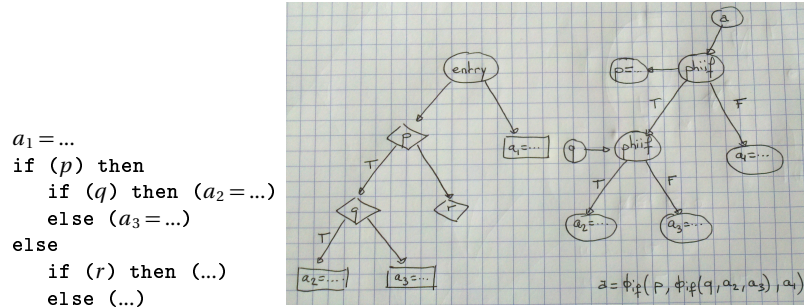 a₁ = ...
if (p) then
if (q) then (a₂ = ...)
else (a₃ = ...)
else
if (r) then (...)
else (...)
entry
p
a₁=....
T
q
r
T
a₂=....
a₃=....
a
p=...
phiif
T
F
q
phiif
a₁=....
T
F
a₂=....
a₃=....
a = ϕif(p, ϕif(q, a₂, a₃), a₁)